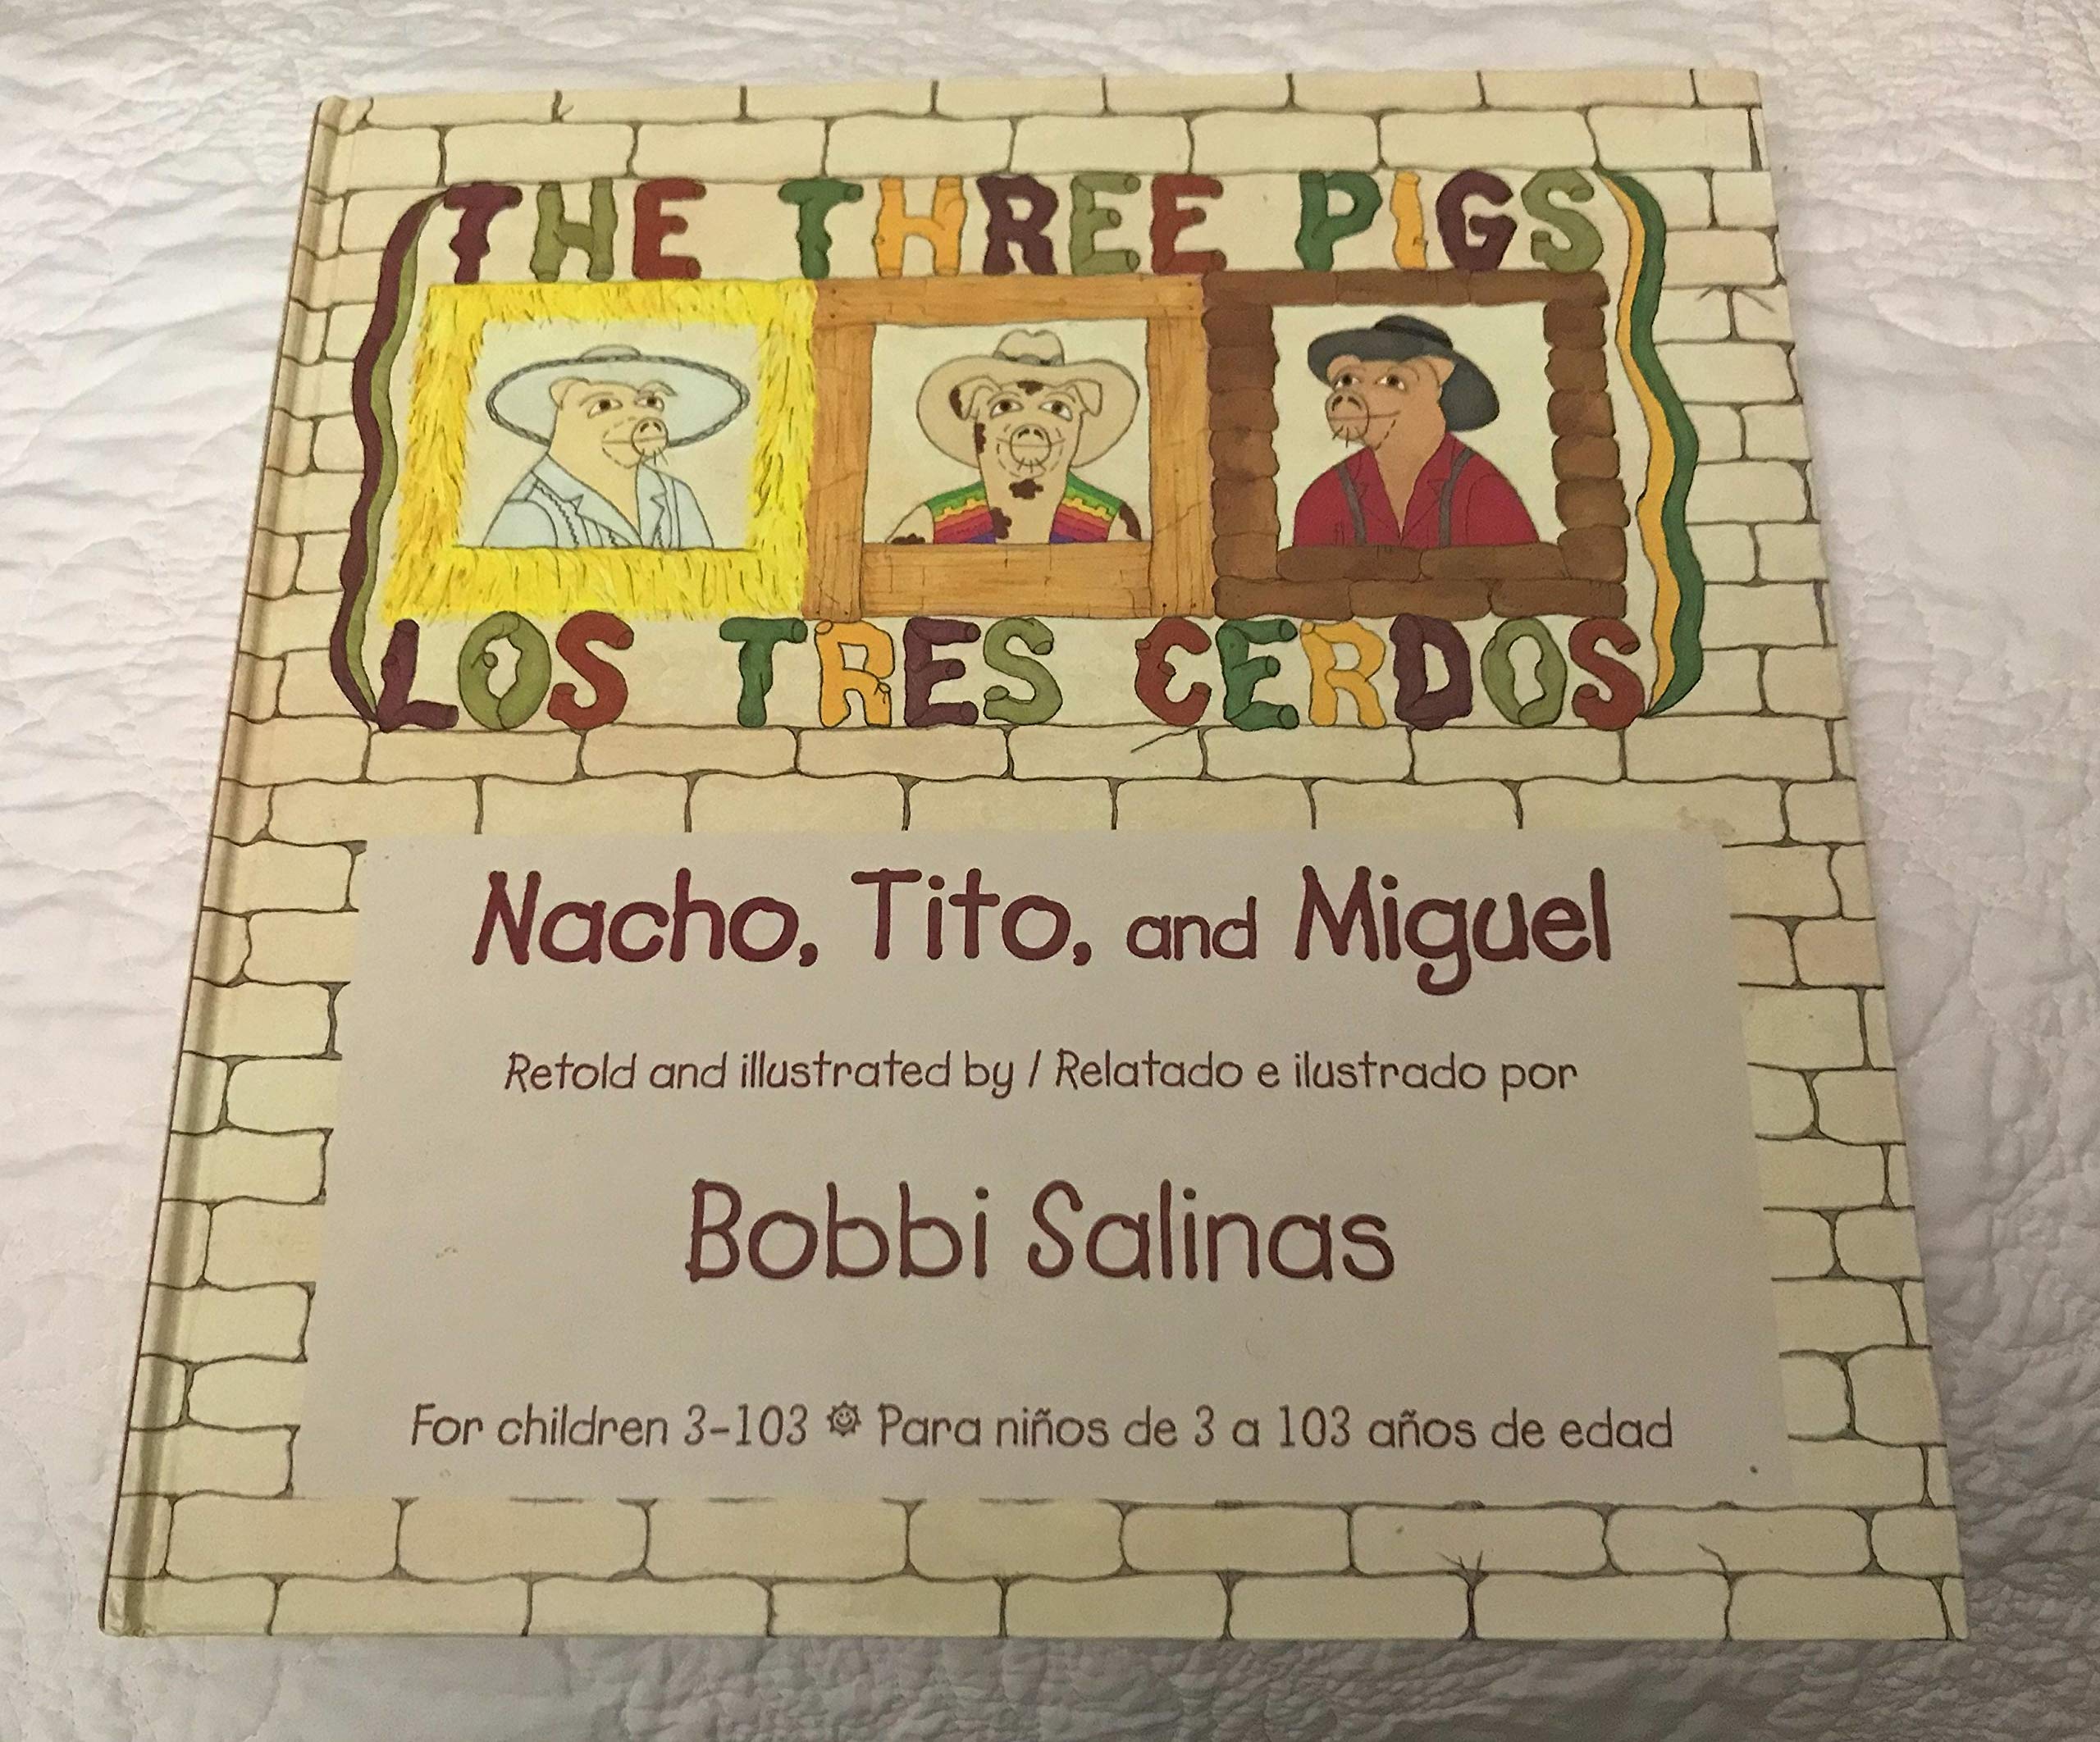 THE THREE PIGS
LOS TRES CERDOS
Nacho, Tito, and Miguel
Retold and illustrated by / Relatado e ilustrado por
Bobbi Salinas
For children 3-103 Para niños de 3 a 103 años de edad